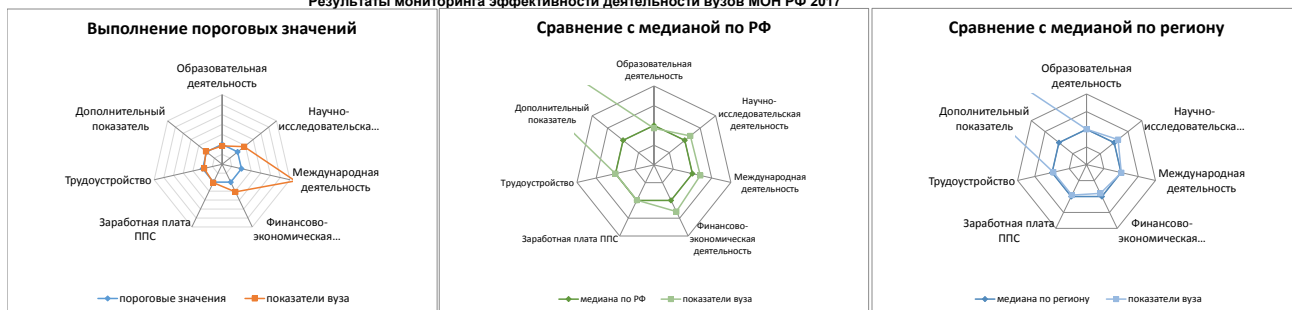 Результаты мониторинга эффективности деятельности вузов МОН РФ 2017
Выполнение пороговых значений
Образовательная
деятельность
Научно-
исследовательска...
Международная
деятельность
Финансово-
экономическая...
Заработная плата
ППС
Трудоустройство
Дополнительный
показатель
пороговые значения
показатели вуза
Сравнение с медианой по РФ
Образовательная
деятельность
Научно-
исследовательская
деятельность
Международная
деятельность
Финансово-
экономическая
деятельность
Заработная плата ППС
Трудоустройство
Дополнительный
показатель
медиана по РФ
показатели вуза
Сравнение с медианой по региону
Образовательная
деятельность
Научно-
исследовательска...
Международная
деятельность
Финансово-
экономическая...
Заработная плата
ППС
Трудоустройство
Дополнительный
показатель
медиана по региону
показатели вуза